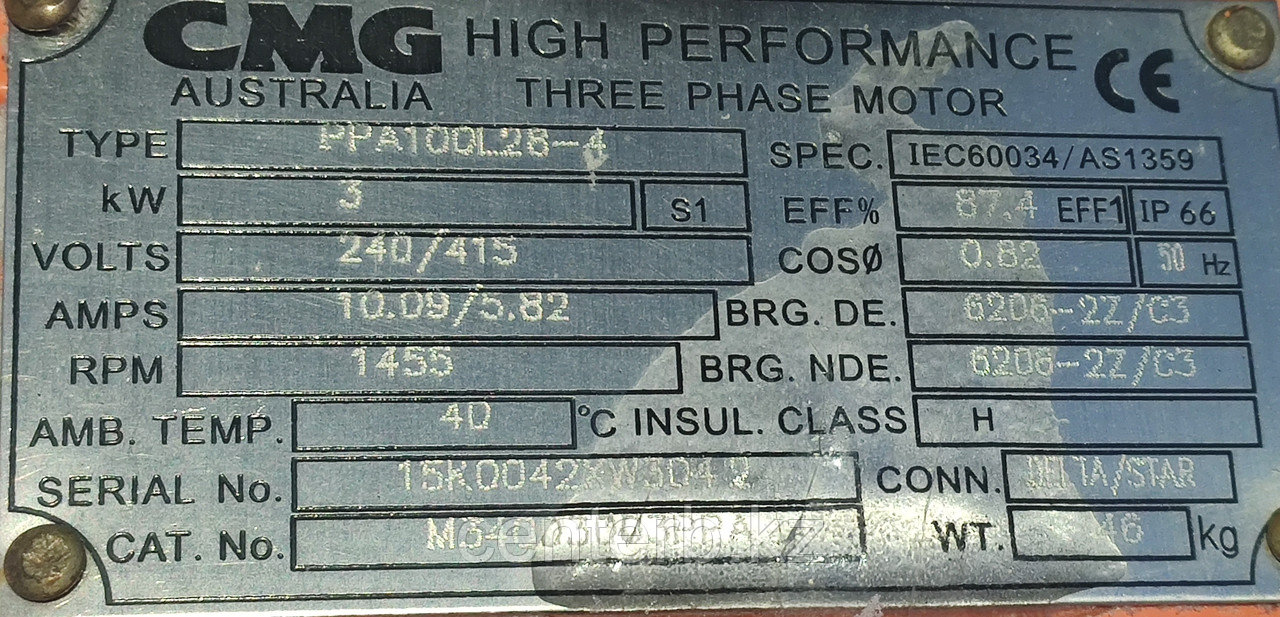 CMG HIGH PERFORMANCE CE
AUSTRALIA THREE PHASE MOTOR
TYPE PPA100L28-4 SPEC. IEC60034/AS1359
kW 3 S1 EFF% 87.4 EFF1 IP 66
VOLTS 240/415 COSØ 0.82 50 Hz
AMPS 10.09/5.82 BRG. DE. 6206-2Z/C3
RPM 1455 BRG. NDE. 6206-2Z/C3
AMB. TEMP. 40 °C INSUL. CLASS H
SERIAL No. CONN. DELTA/STAR
CAT. No. WT. kg